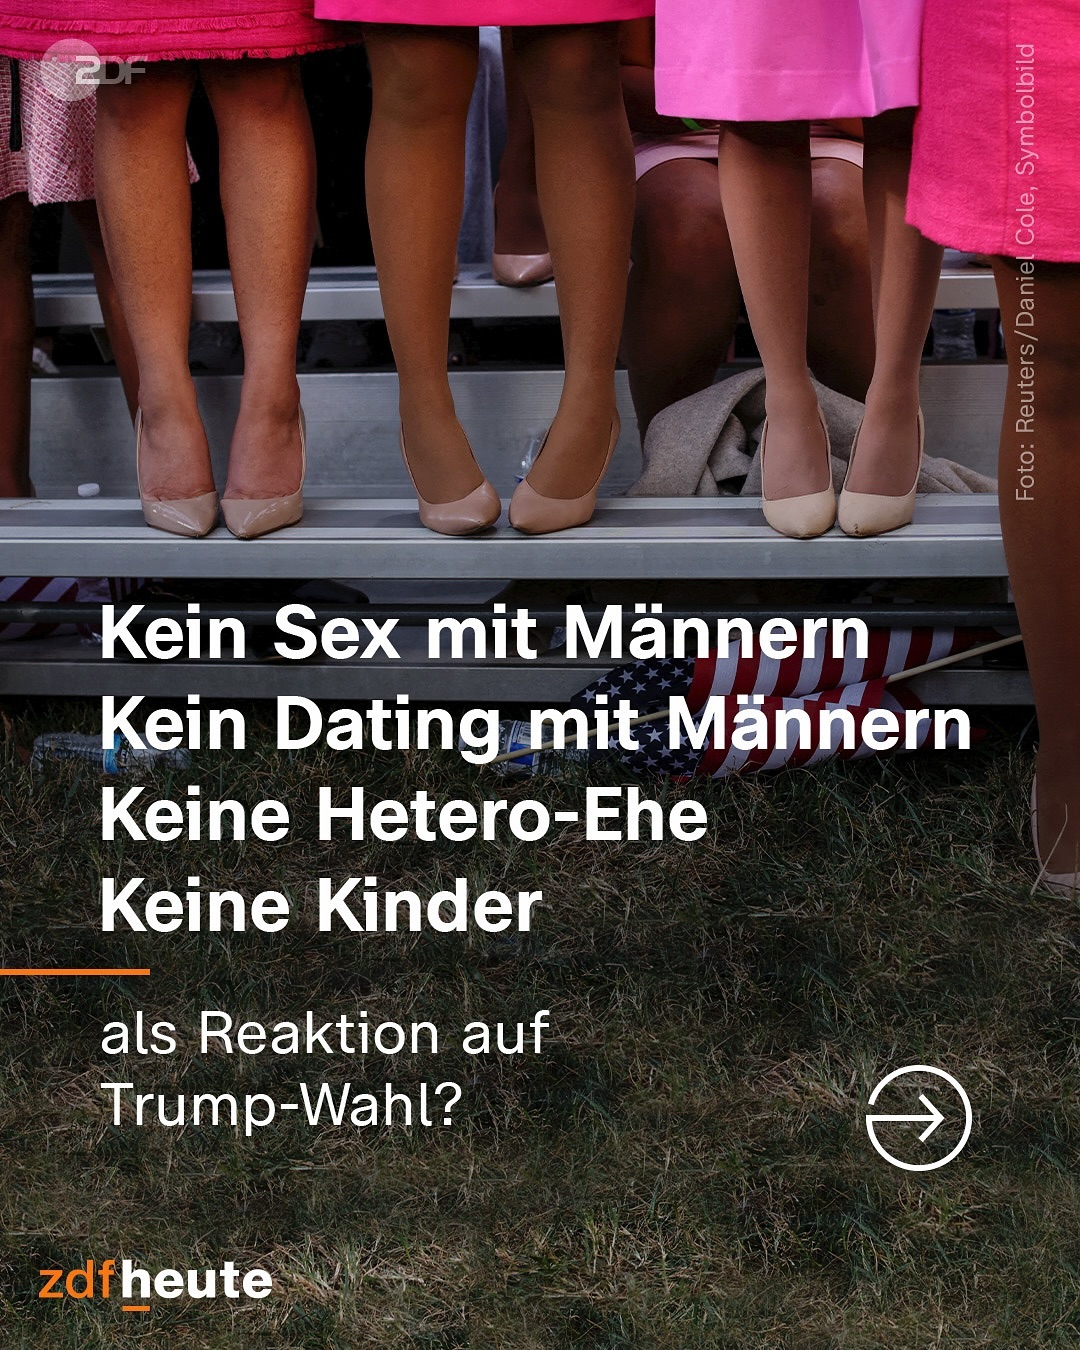 ZDF
Foto: Reuters/Daniel Cole, Symbolbild
Kein Sex mit Männern
Kein Dating mit Männern
Keine Hetero-Ehe
Keine Kinder
als Reaktion auf
Trump-Wahl?
zdfheute